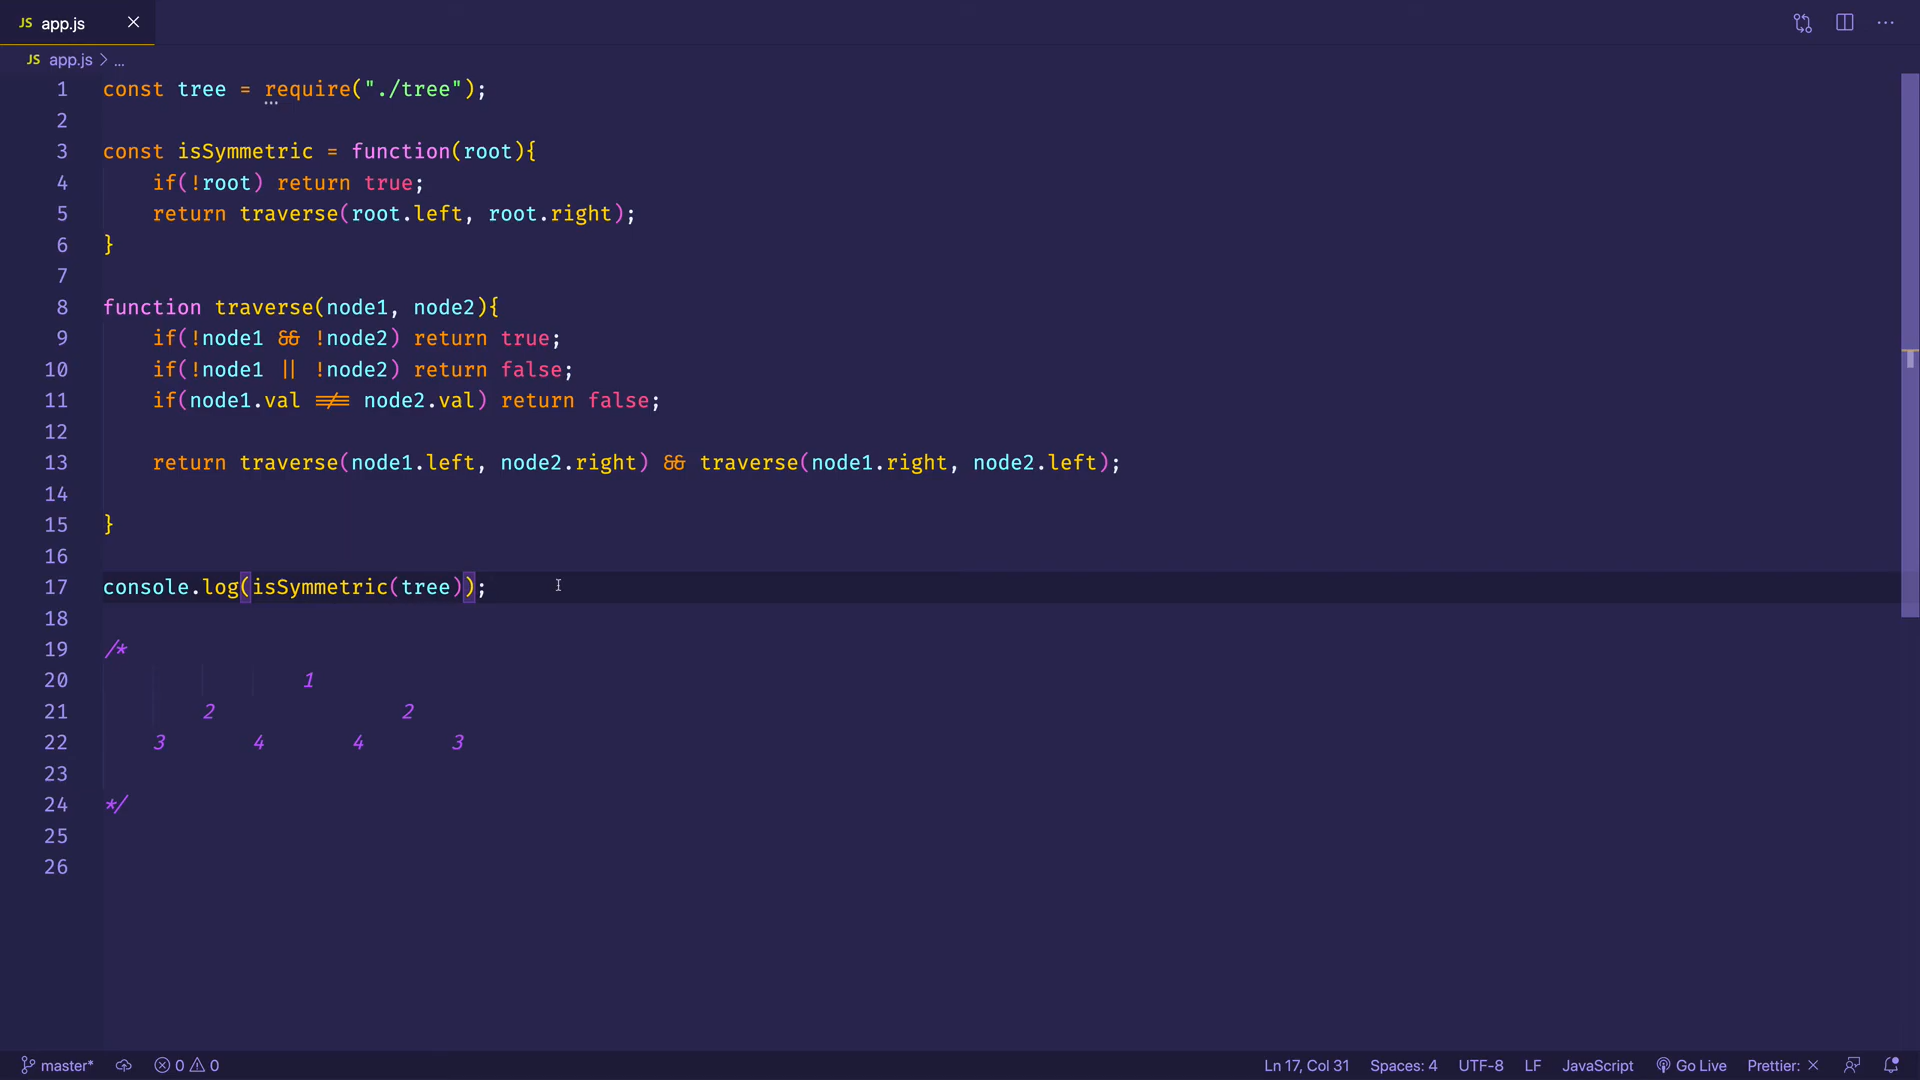 JS app.js
JS app.js > ...
1 const tree = require("./tree");
2
3 const isSymmetric = function(root){
4 if(!root) return true;
5 return traverse(root.left, root.right);
6 }
7
8 function traverse(node1, node2){
9 if(!node1 && !node2) return true;
10 if(!node1 || !node2) return false;
11 if(node1.val !== node2.val) return false;
12
13 return traverse(node1.left, node2.right) && traverse(node1.right, node2.left);
14
15 }
16
17 console.log(isSymmetric(tree));
18
19 /*
20 1
21 2 2
22 3 4 4 3
23
24 */
25
26
master* 0 0 Ln 17, Col 31 Spaces: 4 UTF-8 LF JavaScript Go Live Prettier: ×